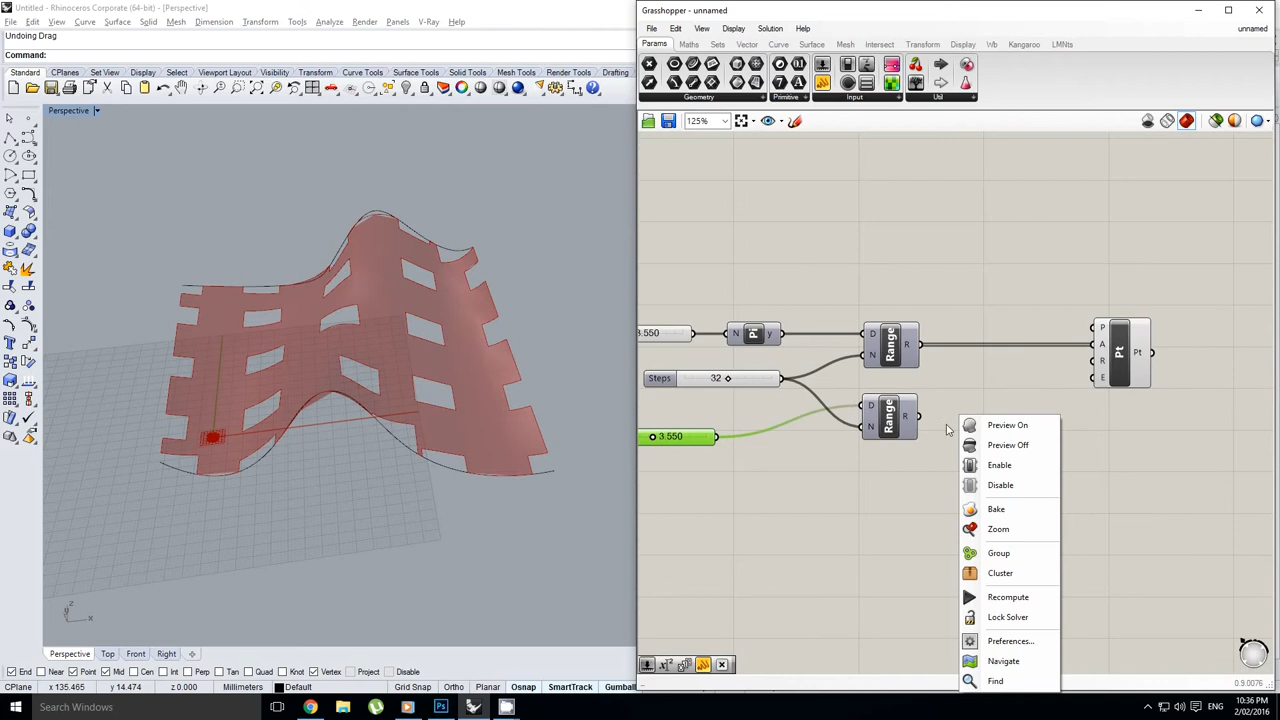 Untitled - Rhinoceros Corporate (64-bit) - [Perspective]
File Edit View Curve Surface Solid Mesh Dimension Transform Tools Analyze Render Panels V-Ray Help
Undoing Drag
Command:
Standard CPlanes Set View Display Select Viewport Layout Visibility Transform Curve Tools Surface Tools Solid Tools Mesh Tools Render Tools Drafting
Perspective
z
y
x
Perspective Top Front Right
End Near Point Mid Cen Int Perp Tan Quad Knot Vertex Project Disable
CPlane x 135.465 y 14.474 z 0.000 Millimeters Default Grid Snap Ortho Planar Osnap SmartTrack Gumball
Grasshopper - unnamed
File Edit View Display Solution Help unnamed
Params Maths Sets Vector Curve Surface Mesh Intersect Transform Display Wb Kangaroo LMNts
Geometry Primitive Input Util
125%
3.550
N Pi y
D N Range R
Steps 32
3.550
D N Range R
P A R E Pt Pt
Preview On
Preview Off
Enable
Disable
Bake
Zoom
Group
Cluster
Recompute
Lock Solver
Preferences...
Navigate
Find
0.9.0076
Search Windows
ENG
10:36 PM
2/02/2016